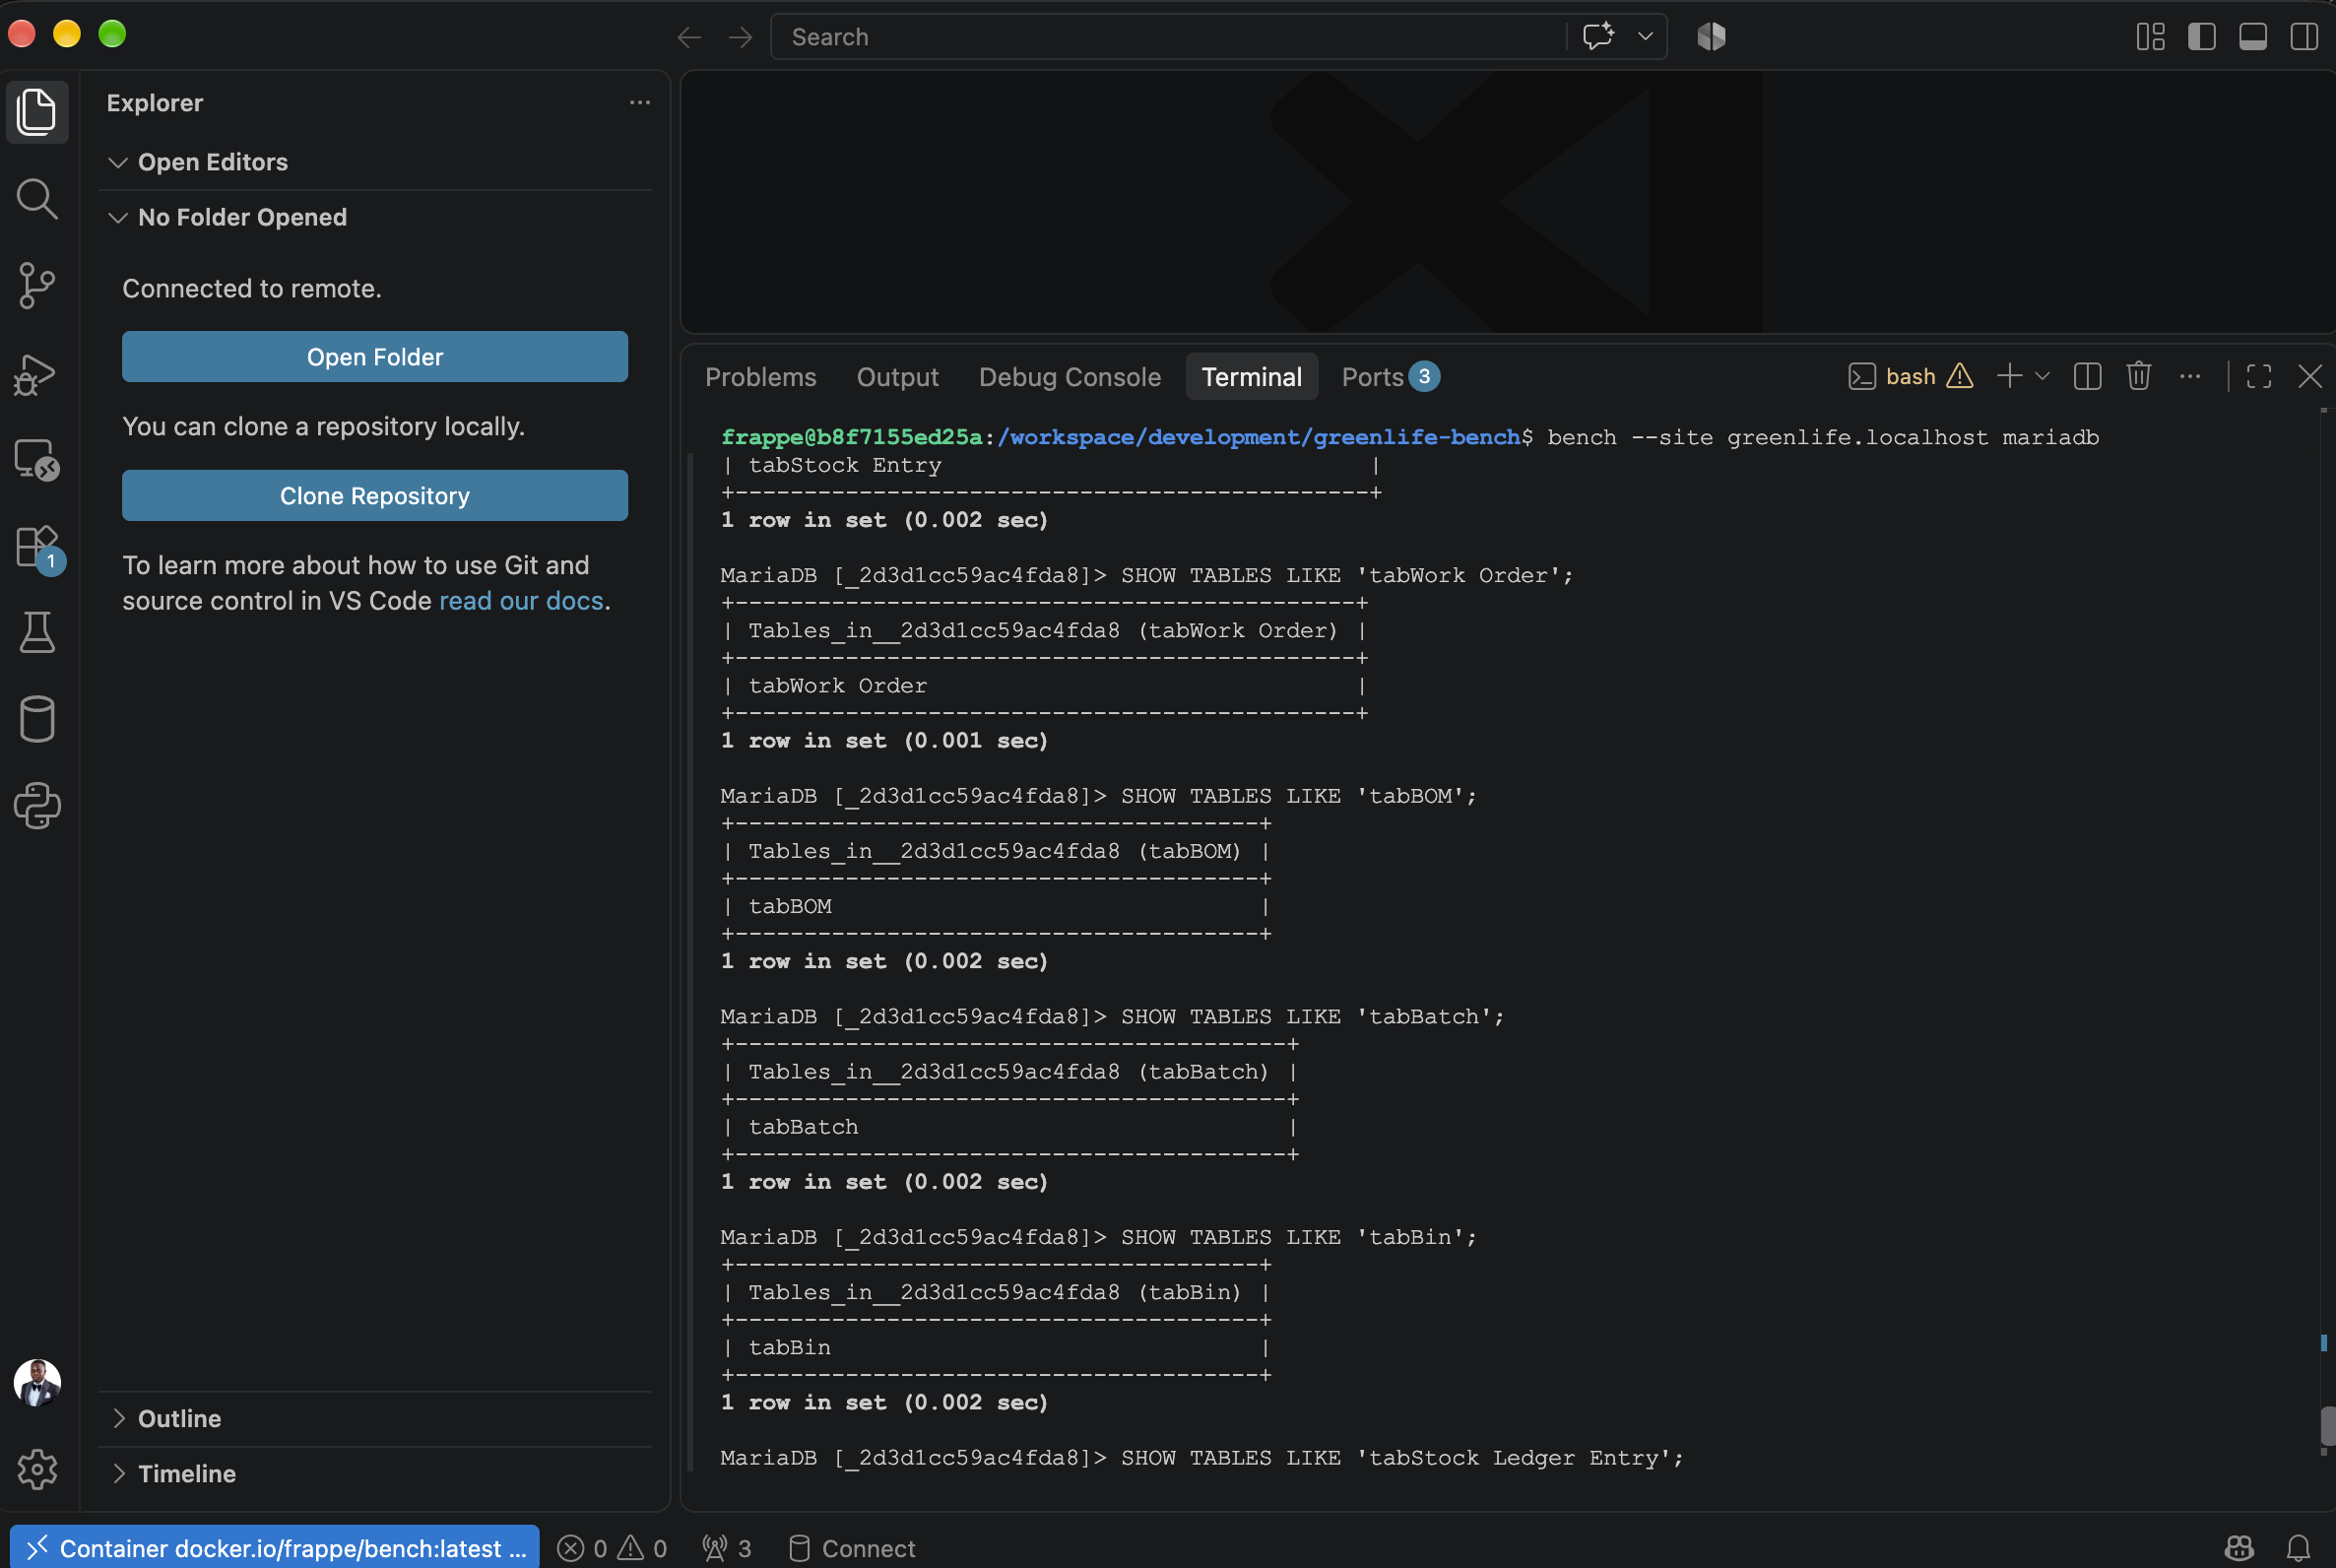 Search
Explorer
Open Editors
No Folder Opened
Connected to remote.
Open Folder
You can clone a repository locally.
Clone Repository
1
To learn more about how to use Git and
source control in VS Code read our docs.
Outline
Timeline
Problems Output Debug Console Terminal Ports 3
bash
frappe@b8f7155ed25a:/workspace/development/greenlife-bench$ bench --site greenlife.localhost mariadb
| tabStock Entry                               |
+----------------------------------------------+
1 row in set (0.002 sec)
MariaDB [_2d3d1cc59ac4fda8]> SHOW TABLES LIKE 'tabWork Order';
+---------------------------------------------+
| Tables_in__2d3d1cc59ac4fda8 (tabWork Order) |
+---------------------------------------------+
| tabWork Order                               |
+---------------------------------------------+
1 row in set (0.001 sec)
MariaDB [_2d3d1cc59ac4fda8]> SHOW TABLES LIKE 'tabBOM';
+--------------------------------------+
| Tables_in__2d3d1cc59ac4fda8 (tabBOM) |
+--------------------------------------+
| tabBOM                               |
+--------------------------------------+
1 row in set (0.002 sec)
MariaDB [_2d3d1cc59ac4fda8]> SHOW TABLES LIKE 'tabBatch';
+----------------------------------------+
| Tables_in__2d3d1cc59ac4fda8 (tabBatch) |
+----------------------------------------+
| tabBatch                               |
+----------------------------------------+
1 row in set (0.002 sec)
MariaDB [_2d3d1cc59ac4fda8]> SHOW TABLES LIKE 'tabBin';
+--------------------------------------+
| Tables_in__2d3d1cc59ac4fda8 (tabBin) |
+--------------------------------------+
| tabBin                               |
+--------------------------------------+
1 row in set (0.002 sec)
MariaDB [_2d3d1cc59ac4fda8]> SHOW TABLES LIKE 'tabStock Ledger Entry';
Container docker.io/frappe/bench:latest ... 0 0 3 Connect